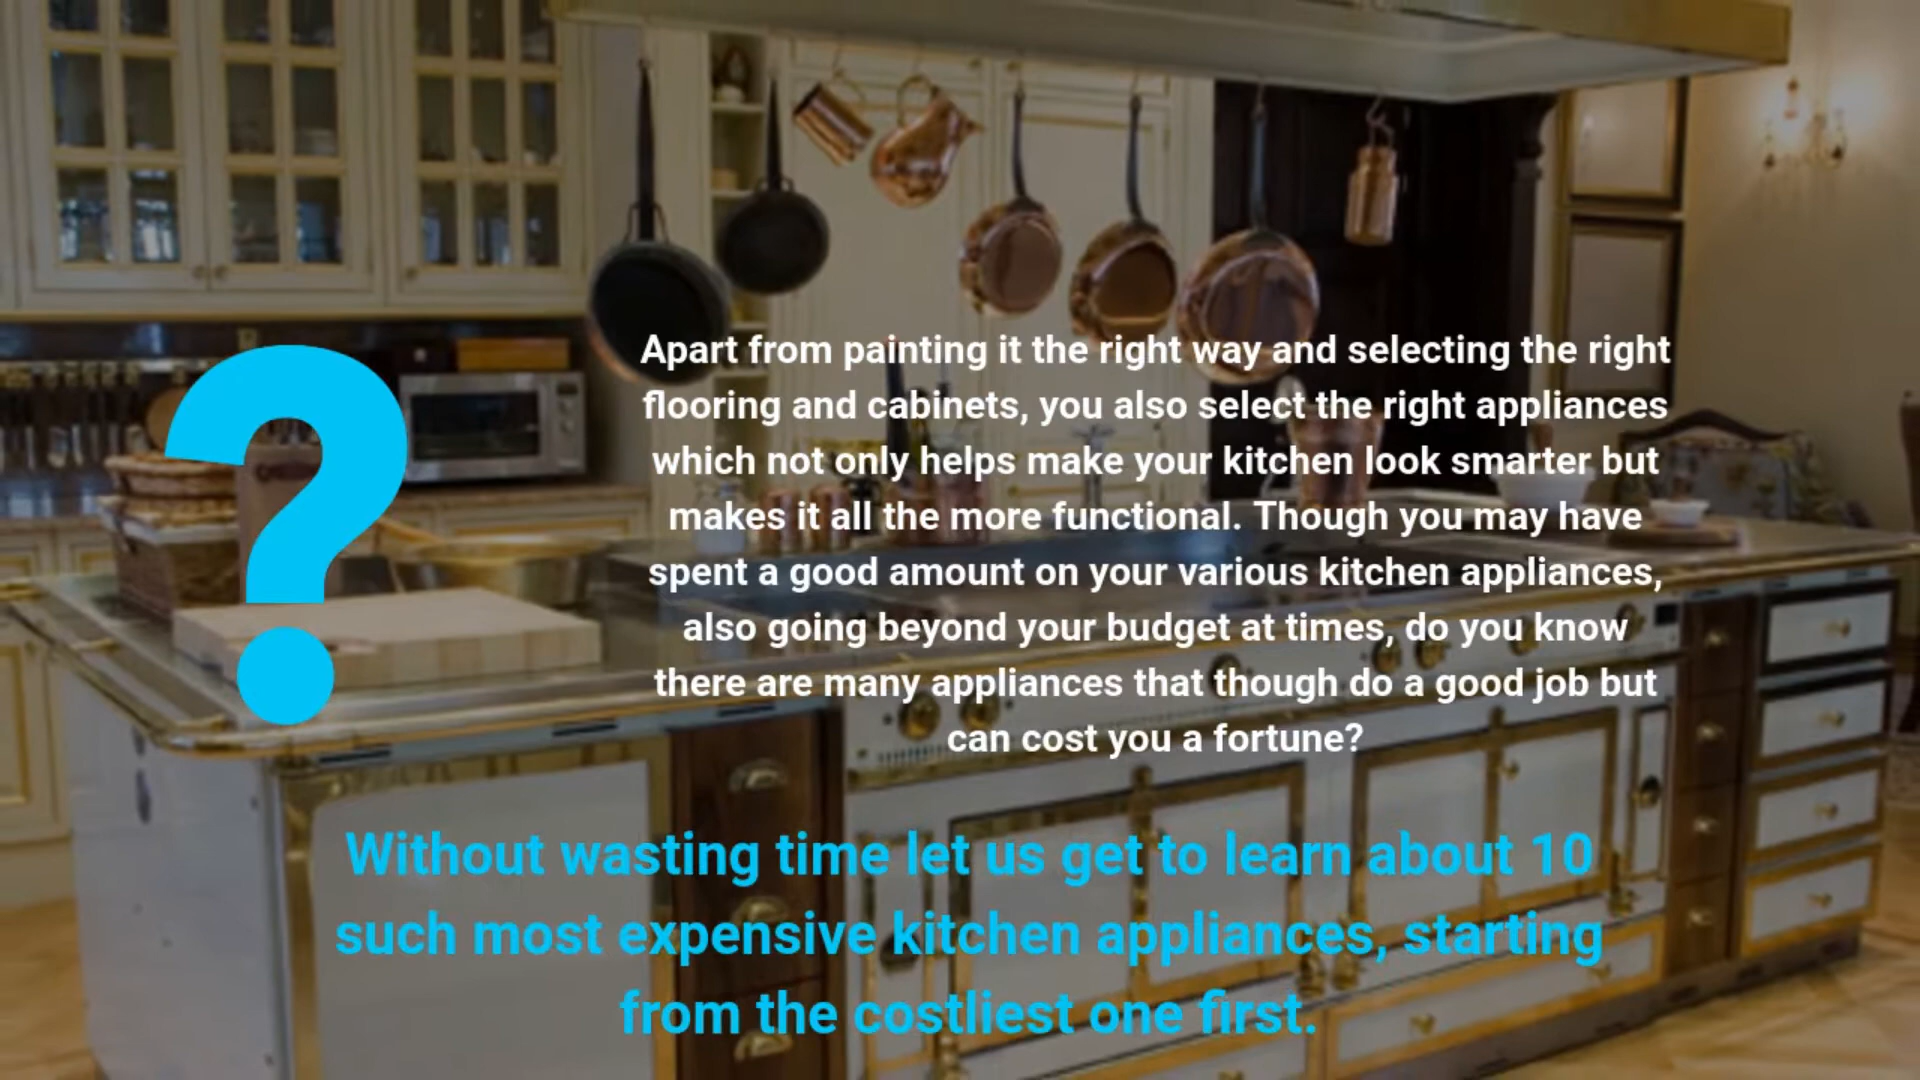 ?
Apart from painting it the right way and selecting the right
flooring and cabinets, you also select the right appliances
which not only helps make your kitchen look smarter but
makes it all the more functional. Though you may have
spent a good amount on your various kitchen appliances,
also going beyond your budget at times, do you know
there are many appliances that though do a good job but
can cost you a fortune?
Without wasting time let us get to learn about 10
such most expensive kitchen appliances, starting
from the costliest one first.